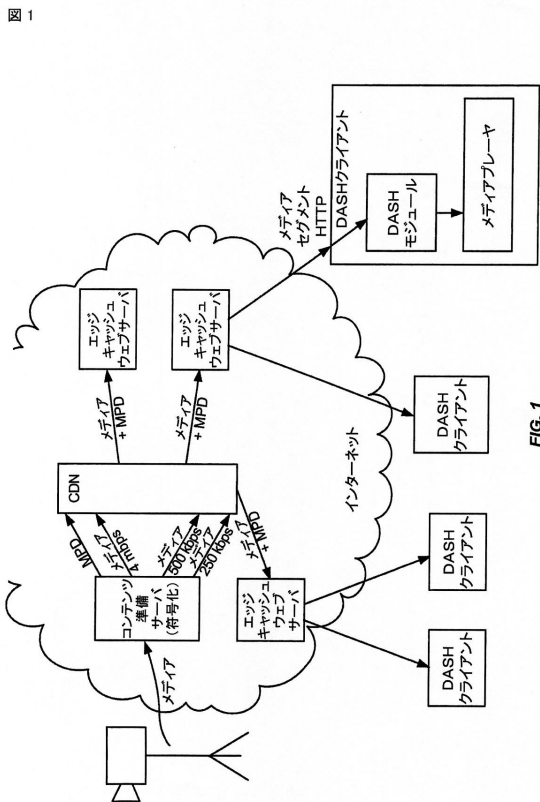 図 1
メディア
コンテンツ
準備
サーバ
(符号化)
MPD
メディア
4 mbps
メディア
500 kbps
メディア
250 kbps
CDN
メディア
+ MPD
メディア
+ MPD
メディア
+ MPD
エッジ
キャッシュ
ウェブサーバ
エッジ
キャッシュ
ウェブサーバ
エッジ
キャッシュ
ウェブ
サーバ
インターネット
メディア
セグメント
HTTP
DASHクライアント
DASH
モジュール
メディアプレーヤ
DASH
クライアント
DASH
クライアント
DASH
クライアント
FIG. 1